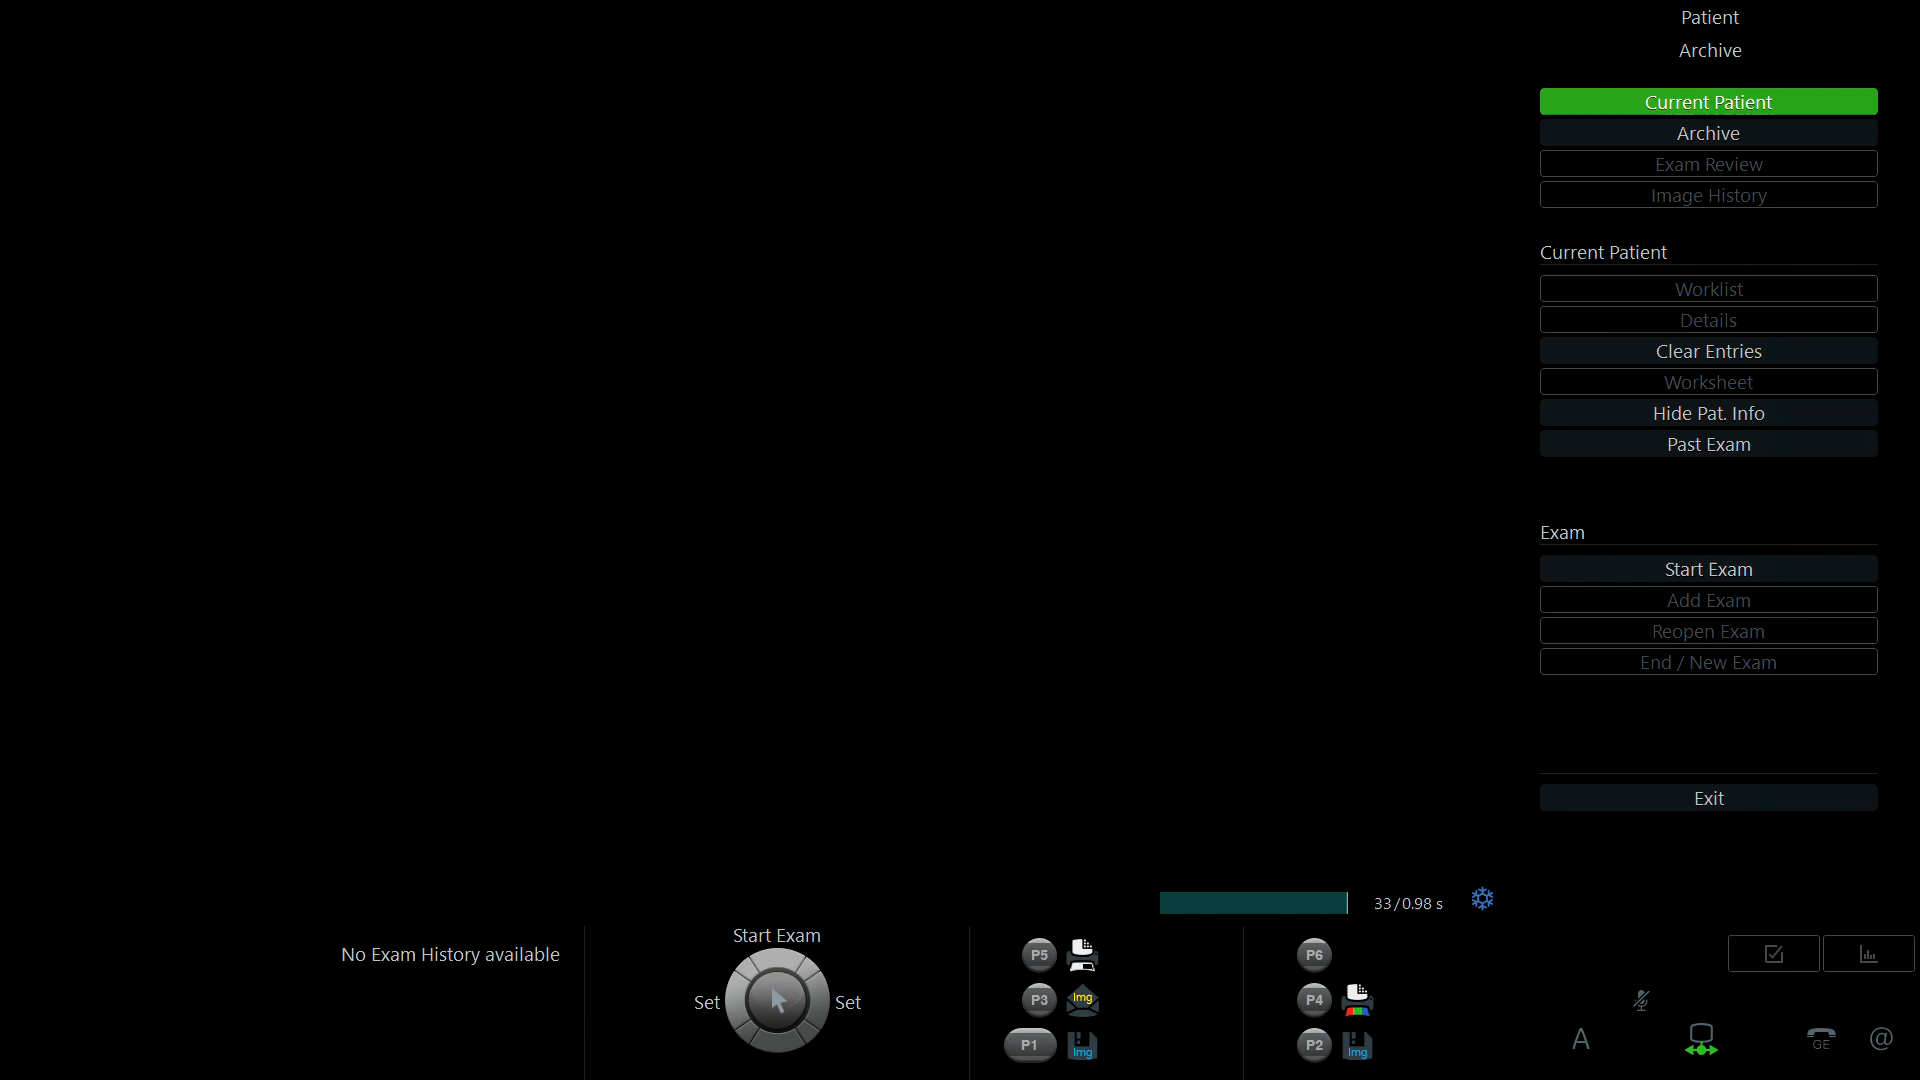 Patient
Archive
Current Patient
Archive
Exam Review
Image History
Current Patient
Worklist
Details
Clear Entries
Worksheet
Hide Pat. Info
Past Exam
Exam
Start Exam
Add Exam
Reopen Exam
End / New Exam
Exit
33/0.98 s
No Exam History available
Start Exam
Set
Set
P5
P3
Img
P1
Img
P6
P4
P2
Img
A
GE
@